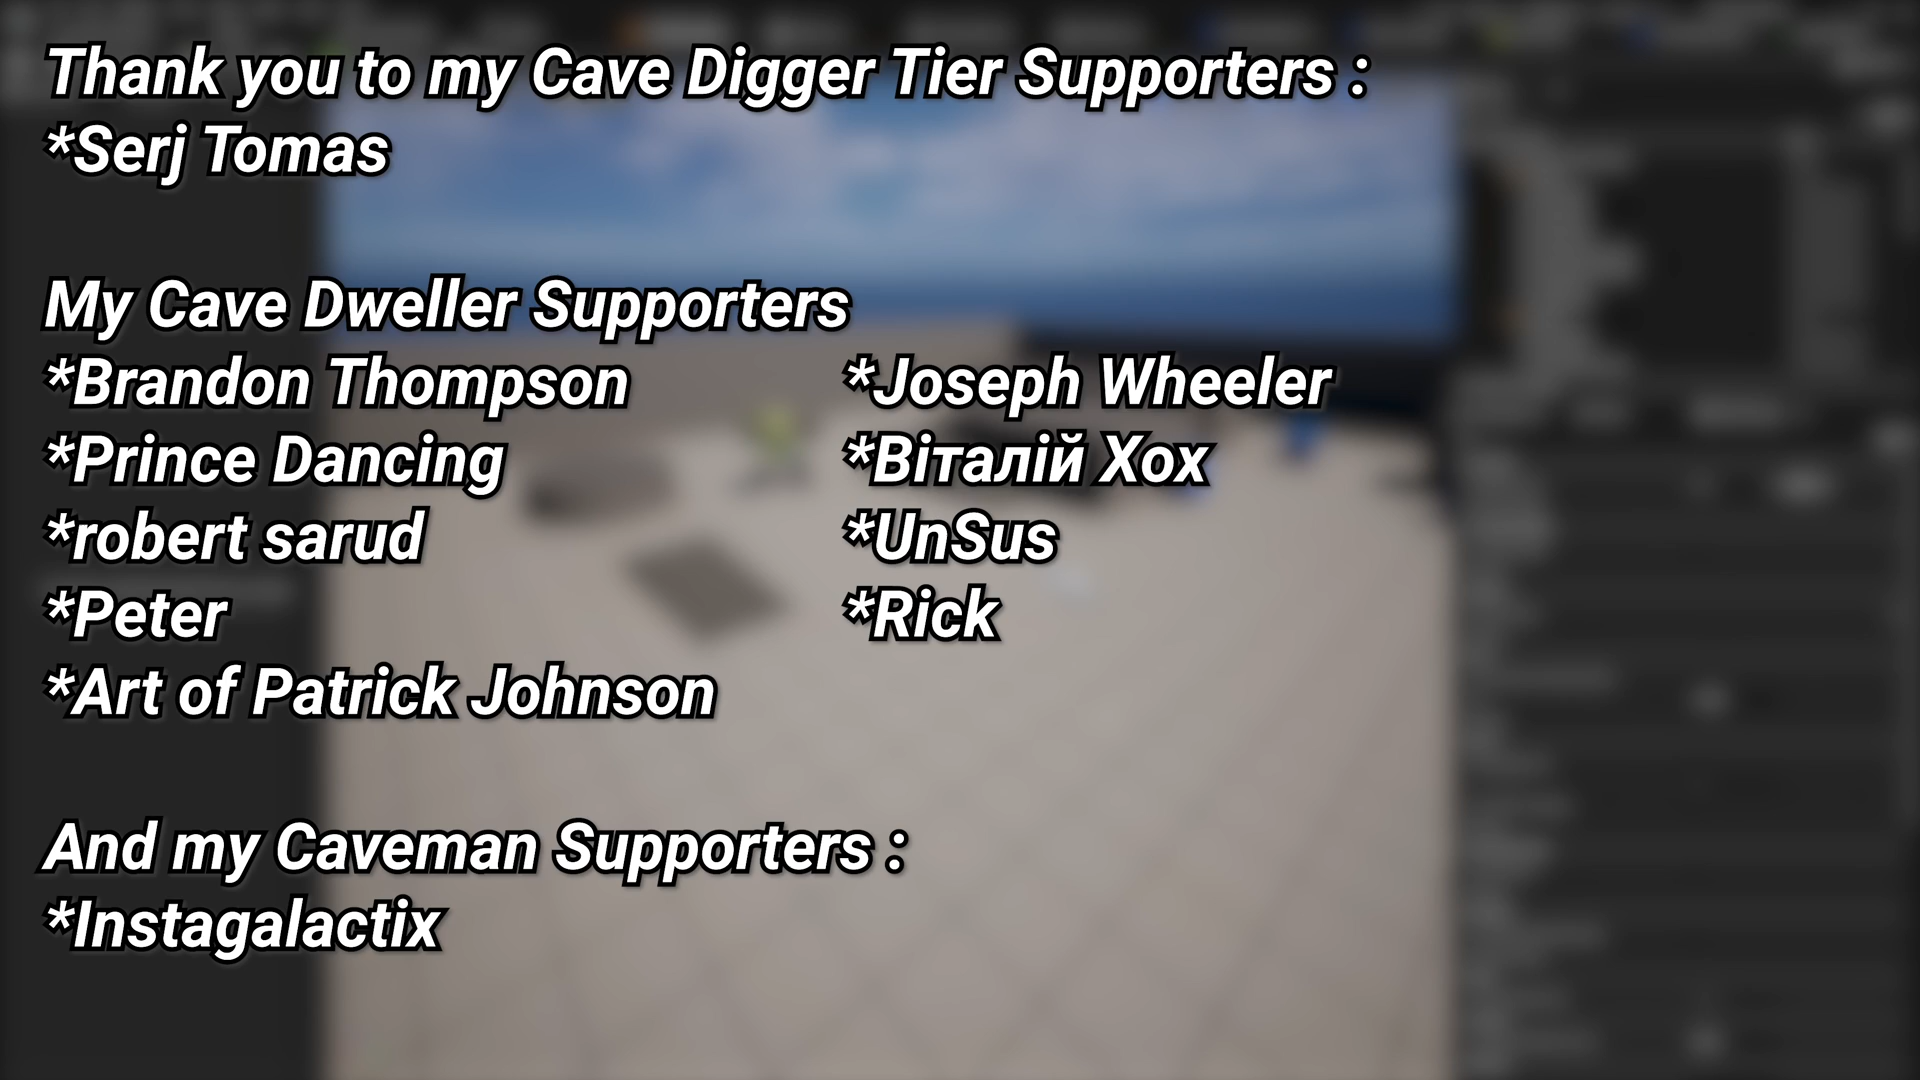 Thank you to my Cave Digger Tier Supporters :
*Serj Tomas
My Cave Dweller Supporters
*Brandon Thompson
*Prince Dancing
*robert sarud
*Peter
*Art of Patrick Johnson
*Joseph Wheeler
*Віталій Хох
*UnSus
*Rick
And my Caveman Supporters :
*Instagalactix